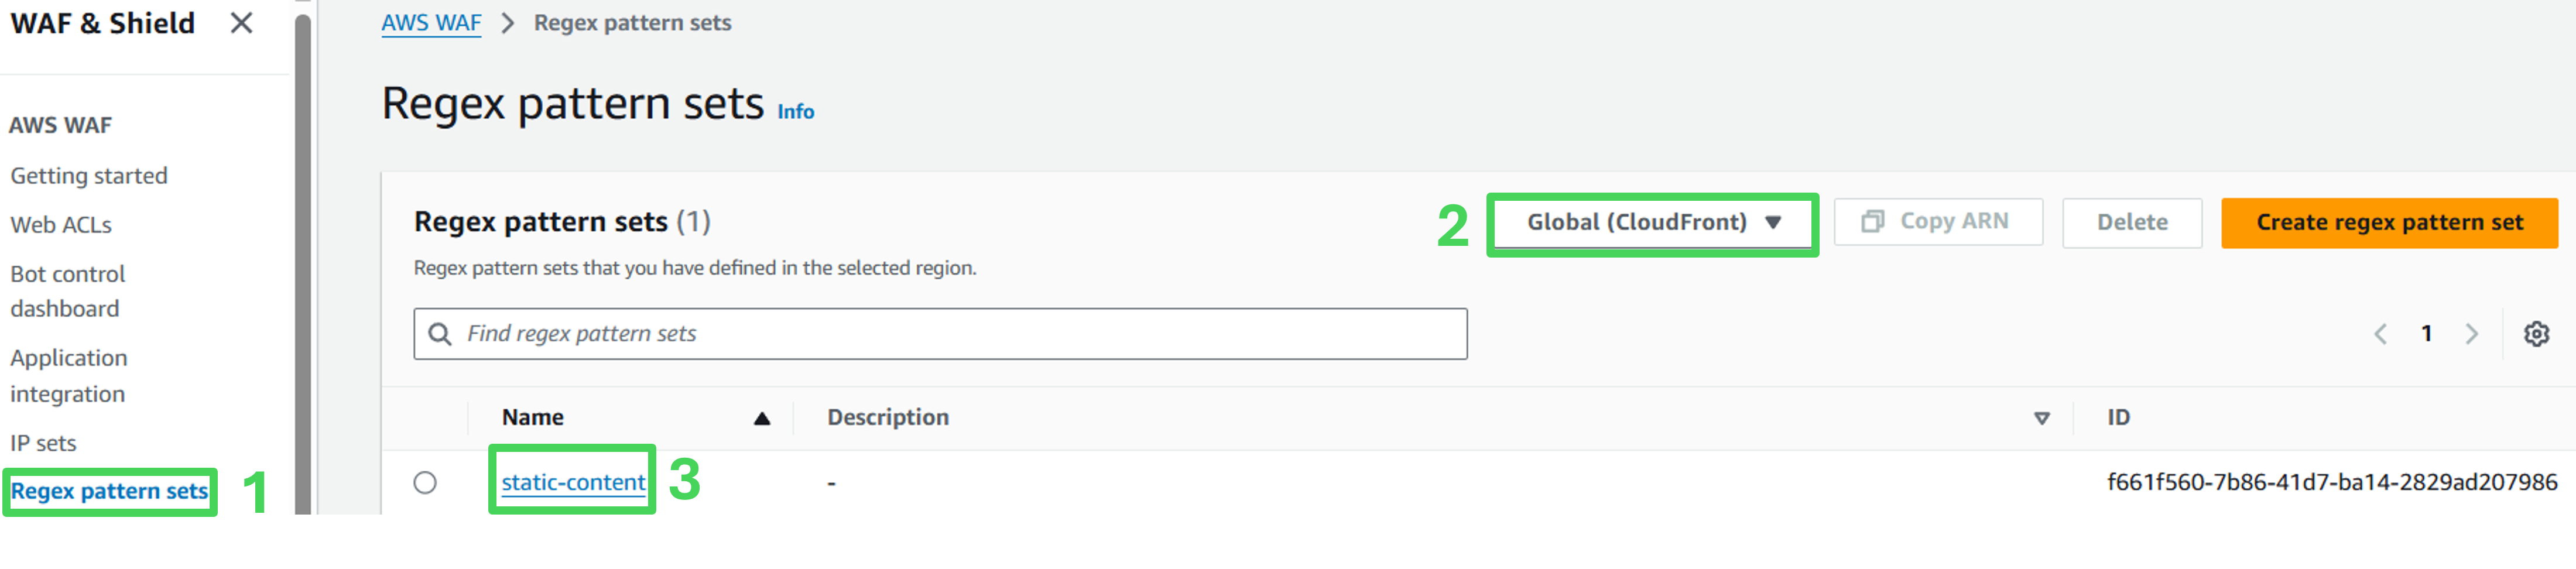 WAF & Shield
AWS WAF
Getting started
Web ACLs
Bot control
dashboard
Application
integration
IP sets
Regex pattern sets
1
AWS WAF > Regex pattern sets
Regex pattern sets Info
Regex pattern sets (1)
2
Global (CloudFront)
Copy ARN
Delete
Create regex pattern set
Regex pattern sets that you have defined in the selected region.
Find regex pattern sets
1
Name
Description
ID
static-content
3
-
f661f560-7b86-41d7-ba14-2829ad207986